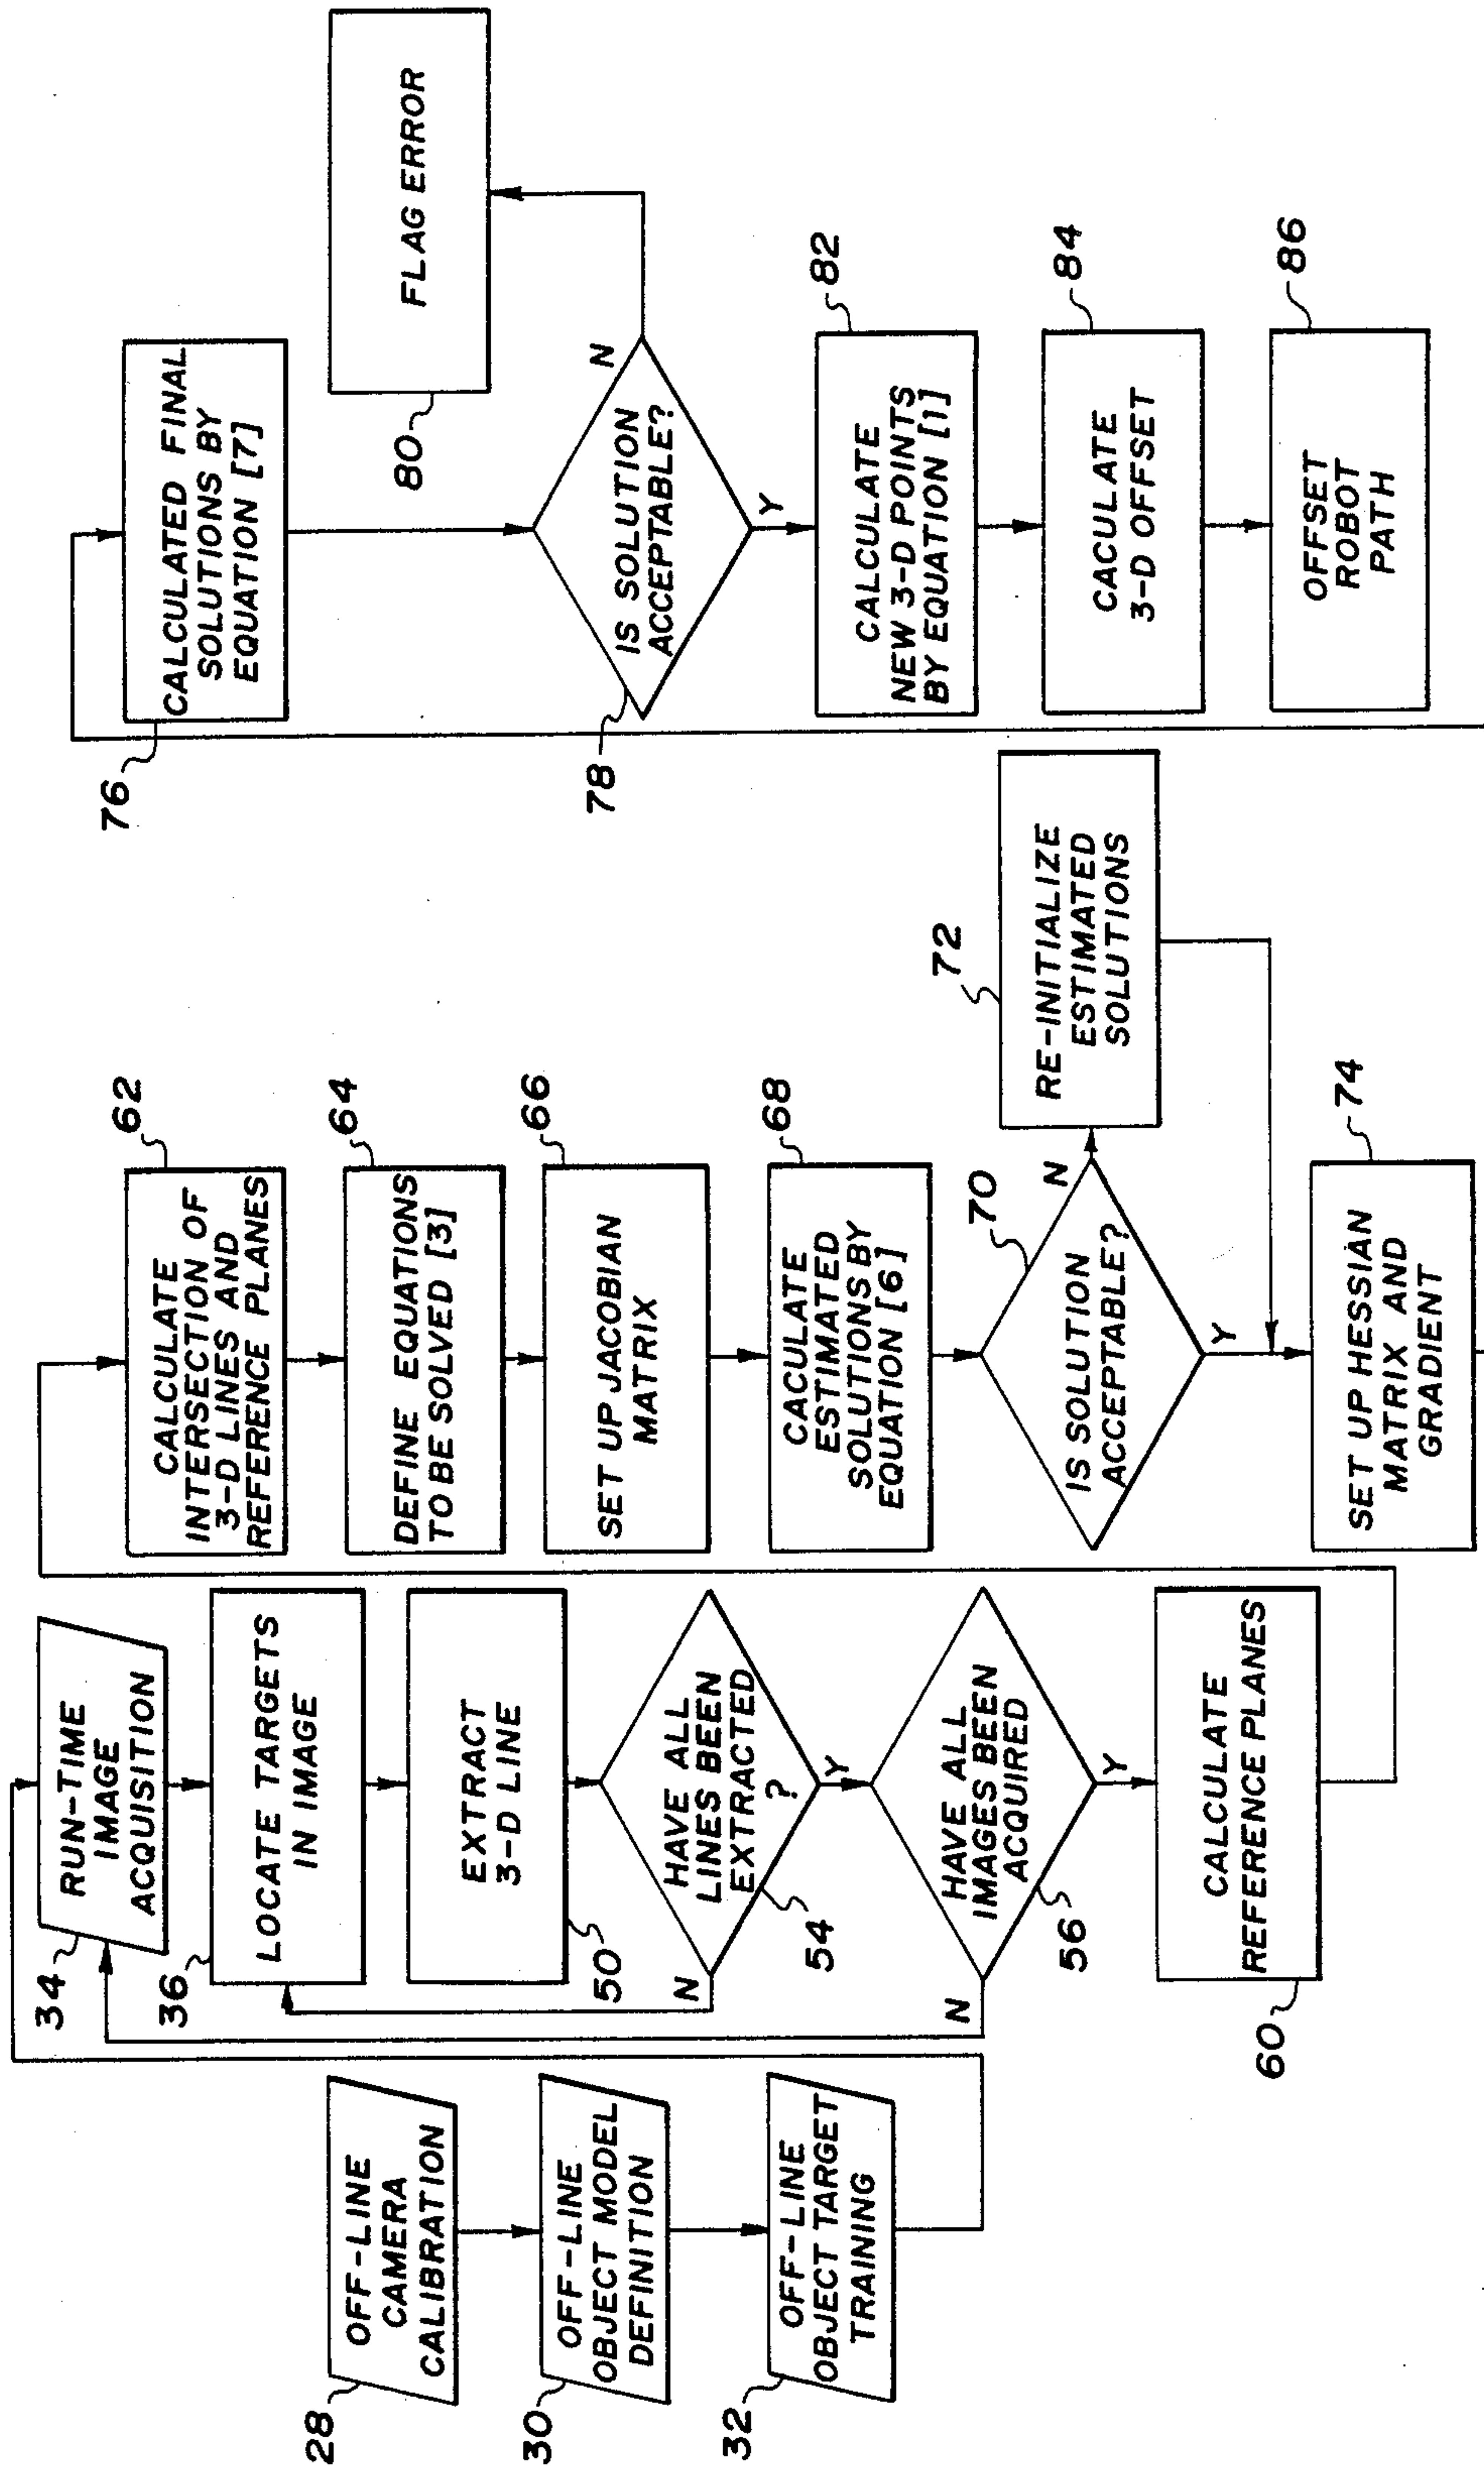 28
OFF-LINE
CAMERA
CALIBRATION
30
OFF-LINE
OBJECT MODEL
DEFINITION
32
OFF-LINE
OBJECT TARGET
TRAINING
34
RUN-TIME
IMAGE
ACQUISITION
36
LOCATE TARGETS
IN IMAGE
50
EXTRACT
3-D LINE
HAVE ALL
LINES BEEN
EXTRACTED
?
54
N
Y
HAVE ALL
IMAGES BEEN
ACQUIRED
56
N
Y
60
CALCULATE
REFERENCE PLANES
62
CALCULATE
INTERSECTION OF
3-D LINES AND
REFERENCE PLANES
64
DEFINE EQUATIONS
TO BE SOLVED [3]
66
SET UP JACOBIAN
MATRIX
68
CACULATE
ESTIMATED
SOLUTIONS BY
EQUATION [6]
70
IS SOLUTION
ACCEPTABLE?
N
Y
72
RE-INITIALIZE
ESTIMATED
SOLUTIONS
74
SET UP HESSIAN
MATRIX AND
GRADIENT
76
CALCULATED FINAL
SOLUTIONS BY
EQUATION [7]
78
IS SOLUTION
ACCEPTABLE?
N
Y
80
FLAG ERROR
82
CALCULATE
NEW 3-D POINTS
BY EQUATION [1]
84
CACULATE
3-D OFFSET
86
OFFSET
ROBOT
PATH